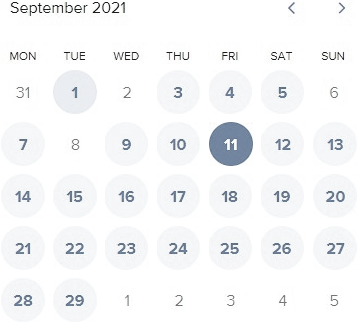 September 2021
MON TUE WED THU FRI SAT SUN
31 1 2 3 4 5 6
7 8 9 10 11 12 13
14 15 16 17 18 19 20
21 22 23 24 25 26 27
28 29 1 2 3 4 5